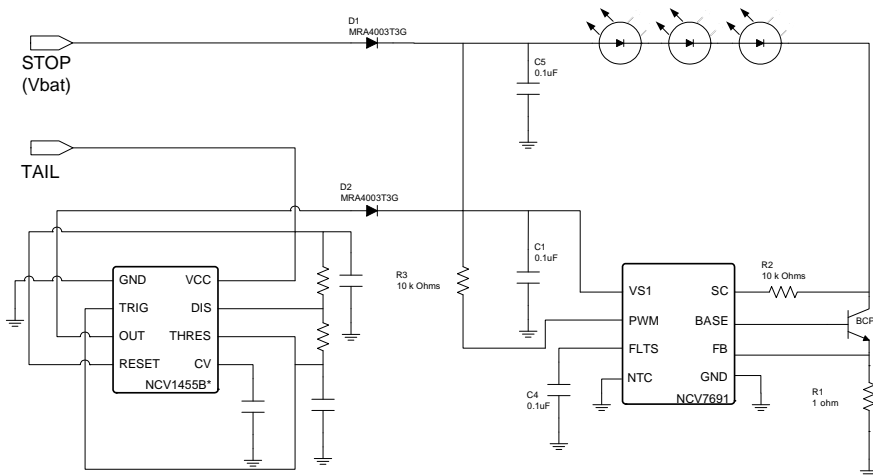 D1
MRA4003T3G
STOP
(Vbat)
C5
0.1uF
TAIL
D2
MRA4003T3G
R3
10 k Ohms
C1
0.1uF
GND
VCC
TRIG
DIS
OUT
THRES
RESET
CV
NCV1455B*
VS1
SC
PWM
BASE
FLTS
FB
NTC
GND
NCV7691
R2
10 k Ohms
BCP
C4
0.1uF
R1
1 ohm